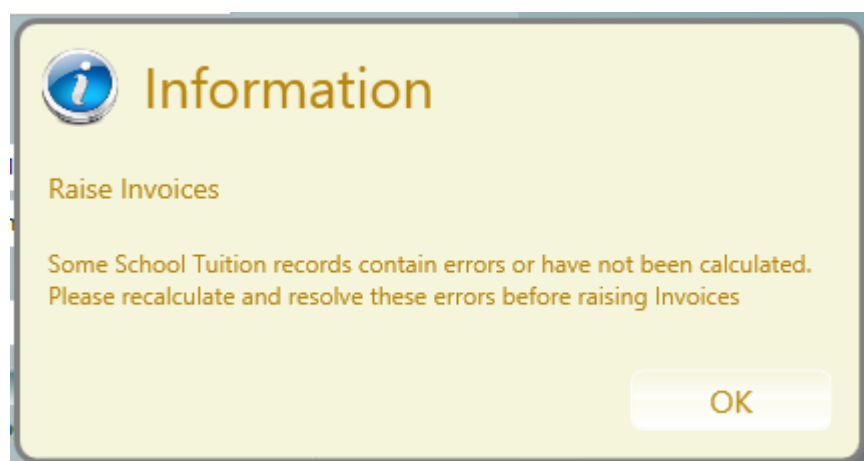 Information
Raise Invoices
Some School Tuition records contain errors or have not been calculated.
Please recalculate and resolve these errors before raising Invoices
OK